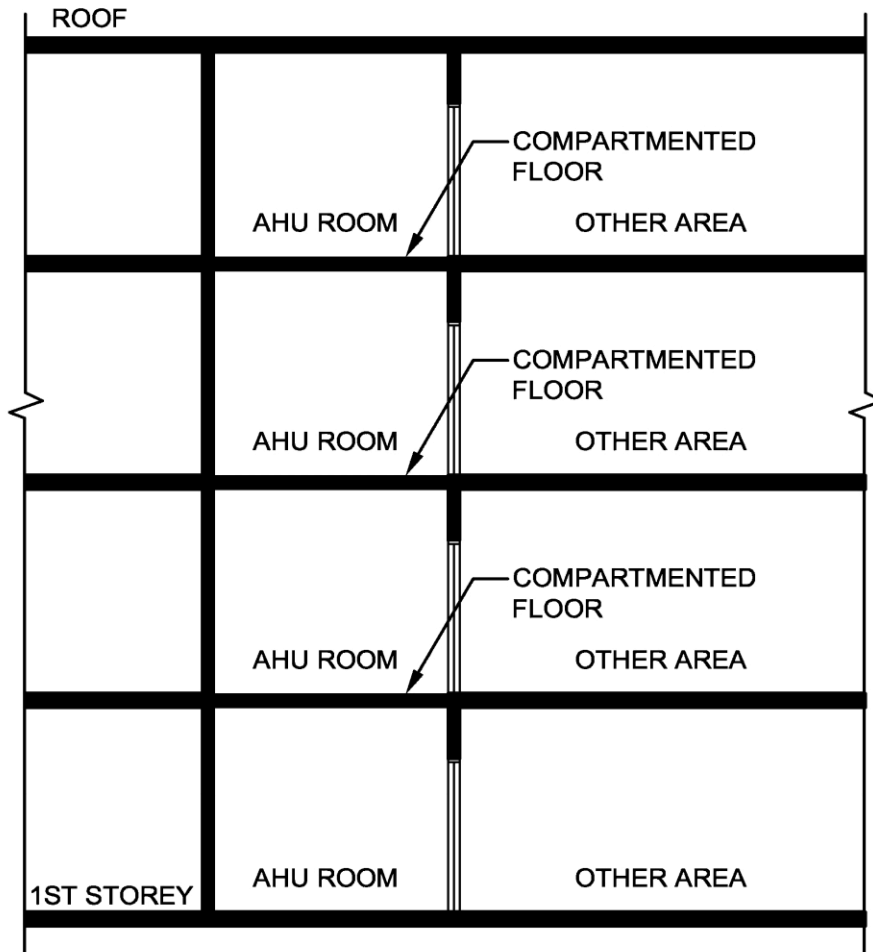 ROOF
COMPARTMENTED
FLOOR
AHU ROOM
OTHER AREA
COMPARTMENTED
FLOOR
AHU ROOM
OTHER AREA
COMPARTMENTED
FLOOR
AHU ROOM
OTHER AREA
1ST STOREY
AHU ROOM
OTHER AREA